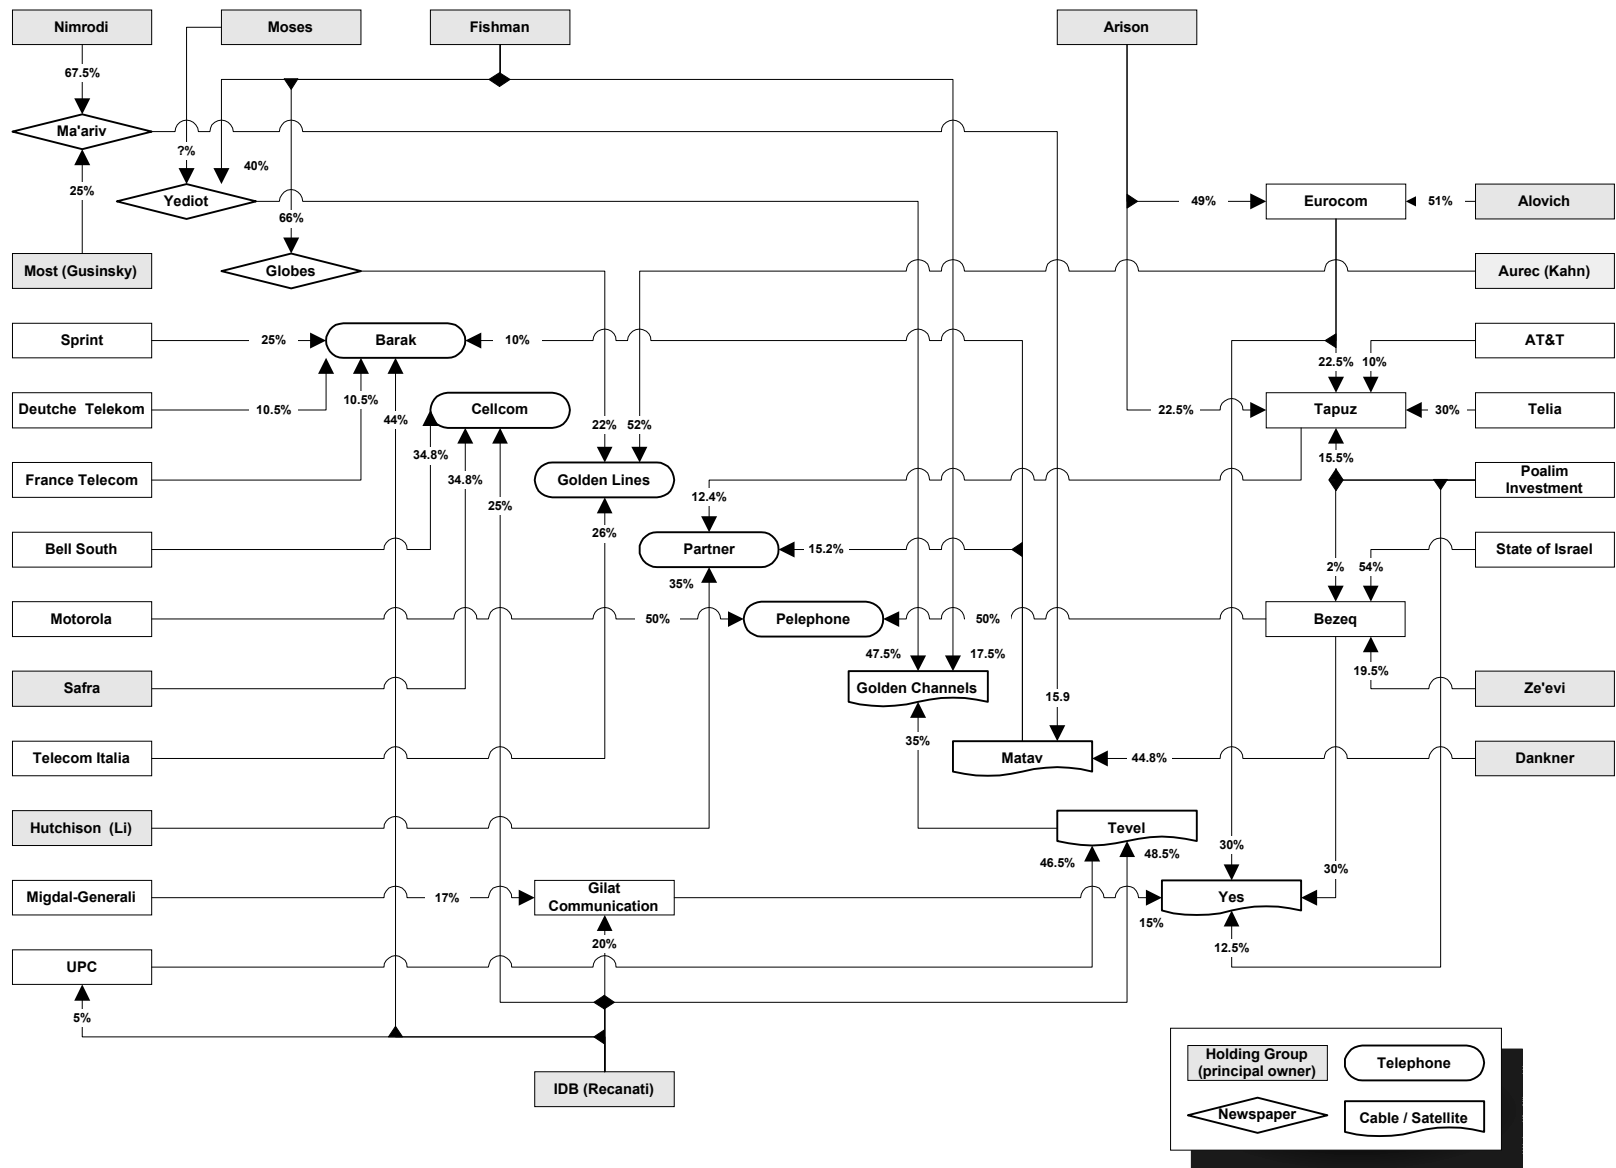 Nimrodi
Moses
Fishman
Arison
67.5%
Ma'ariv
?%
40%
25%
Yediot
49%
Eurocom
51%
Alovich
66%
Most (Gusinsky)
Globes
Aurec (Kahn)
Sprint
25%
Barak
10%
AT&T
22.5%
10%
Deutche Telekom
10.5%
10.5%
44%
Cellcom
22%
52%
22.5%
Tapuz
30%
Telia
34.8%
34.8%
15.5%
France Telecom
Golden Lines
Poalim
Investment
12.4%
25%
26%
Bell South
Partner
15.2%
State of Israel
35%
2%
54%
Motorola
50%
Pelephone
50%
Bezeq
47.5%
17.5%
19.5%
Safra
Golden Channels
15.9
Ze'evi
35%
Telecom Italia
Matav
44.8%
Dankner
Hutchison (Li)
Tevel
46.5%
48.5%
30%
30%
Migdal-Generali
17%
Gilat
Communication
Yes
15%
20%
12.5%
UPC
5%
IDB (Recanati)
Holding Group
(principal owner)
Telephone
Newspaper
Cable / Satellite